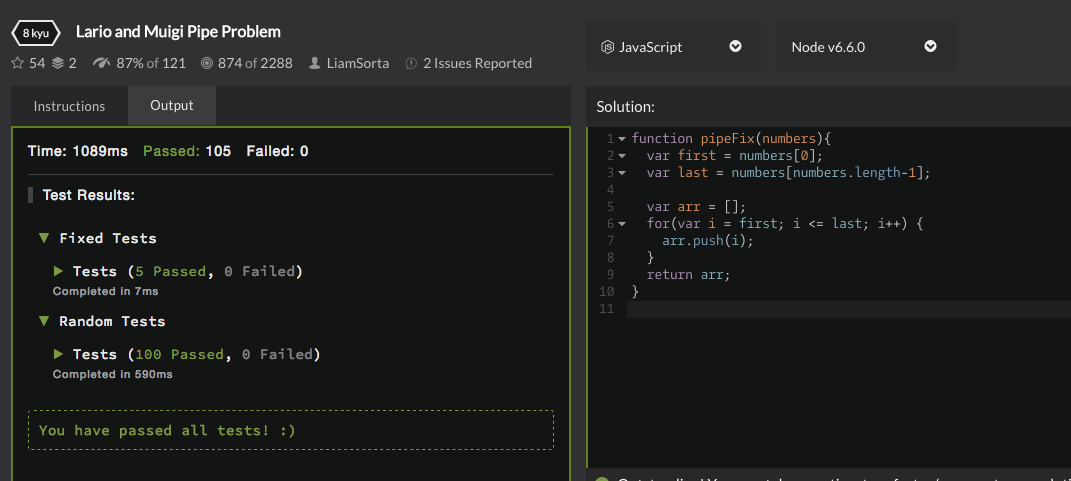 8 kyu Lario and Muigi Pipe Problem
54 2 87% of 121 874 of 2288 LiamSorta 2 Issues Reported
Instructions Output
Time: 1089ms Passed: 105 Failed: 0
Test Results:
Fixed Tests
Tests (5 Passed, 0 Failed)
Completed in 7ms
Random Tests
Tests (100 Passed, 0 Failed)
Completed in 590ms
You have passed all tests! :)
JavaScript Node v6.6.0
Solution:
1 function pipeFix(numbers){
2 var first = numbers[0];
3 var last = numbers[numbers.length-1];
4
5 var arr = [];
6 for(var i = first; i <= last; i++) {
7 arr.push(i);
8 }
9 return arr;
10 }
11